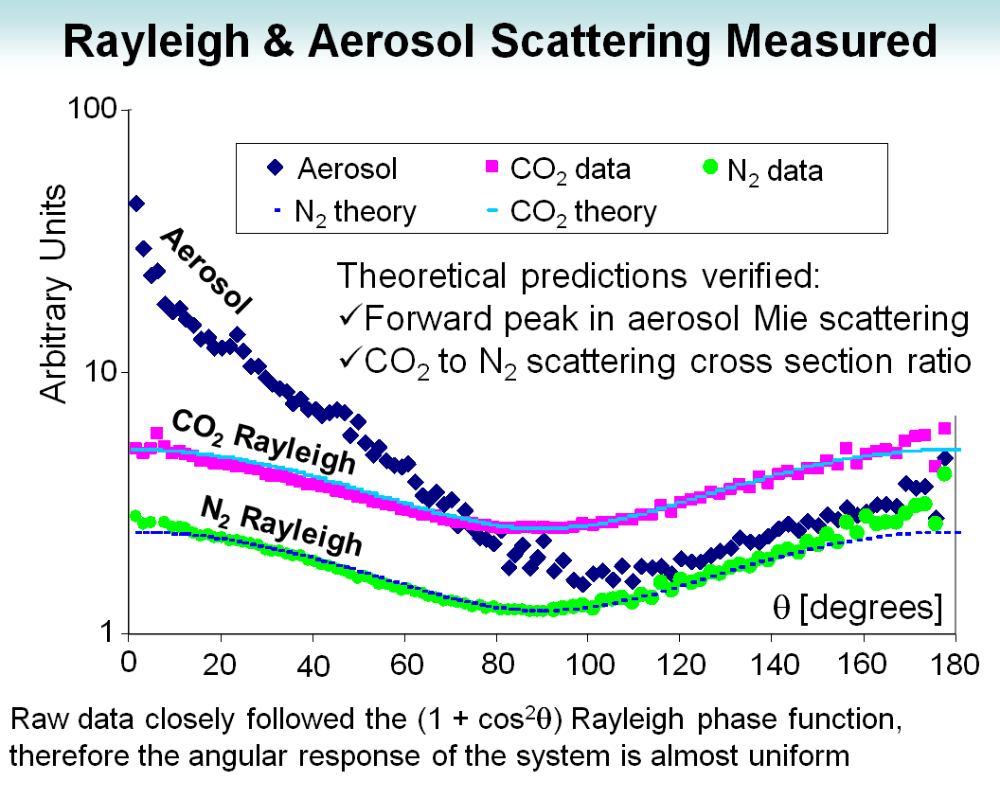 Rayleigh & Aerosol Scattering Measured
100
10
1
Arbitrary Units
Aerosol
CO₂ data
N₂ data
N₂ theory
CO₂ theory
Aerosol
Theoretical predictions verified:
✓Forward peak in aerosol Mie scattering
✓CO₂ to N₂ scattering cross section ratio
CO₂ Rayleigh
N₂ Rayleigh
θ [degrees]
0 20 40 60 80 100 120 140 160 180
Raw data closely followed the (1 + cos²θ) Rayleigh phase function,
therefore the angular response of the system is almost uniform